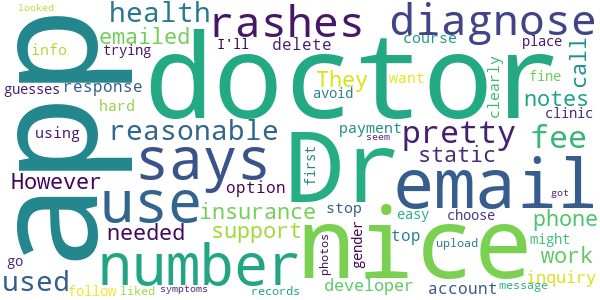 looked
health
rashes
diagnose
emailed
I'll
delete
course
place
info
trying
app
doctor
They
want
avoid
clearly
call
fine
guesses
response
hard
notes
clinic
using
reasonable
payment
pretty
fee
However
says
Dr
first
seem
static
option
email
got
use
insurance
stop
easy
choose
phone
needed
support
number
nice
top
might
go
photos
gender
upload
work
used
developer
account
inquiry
follow
liked
symptoms
records
message